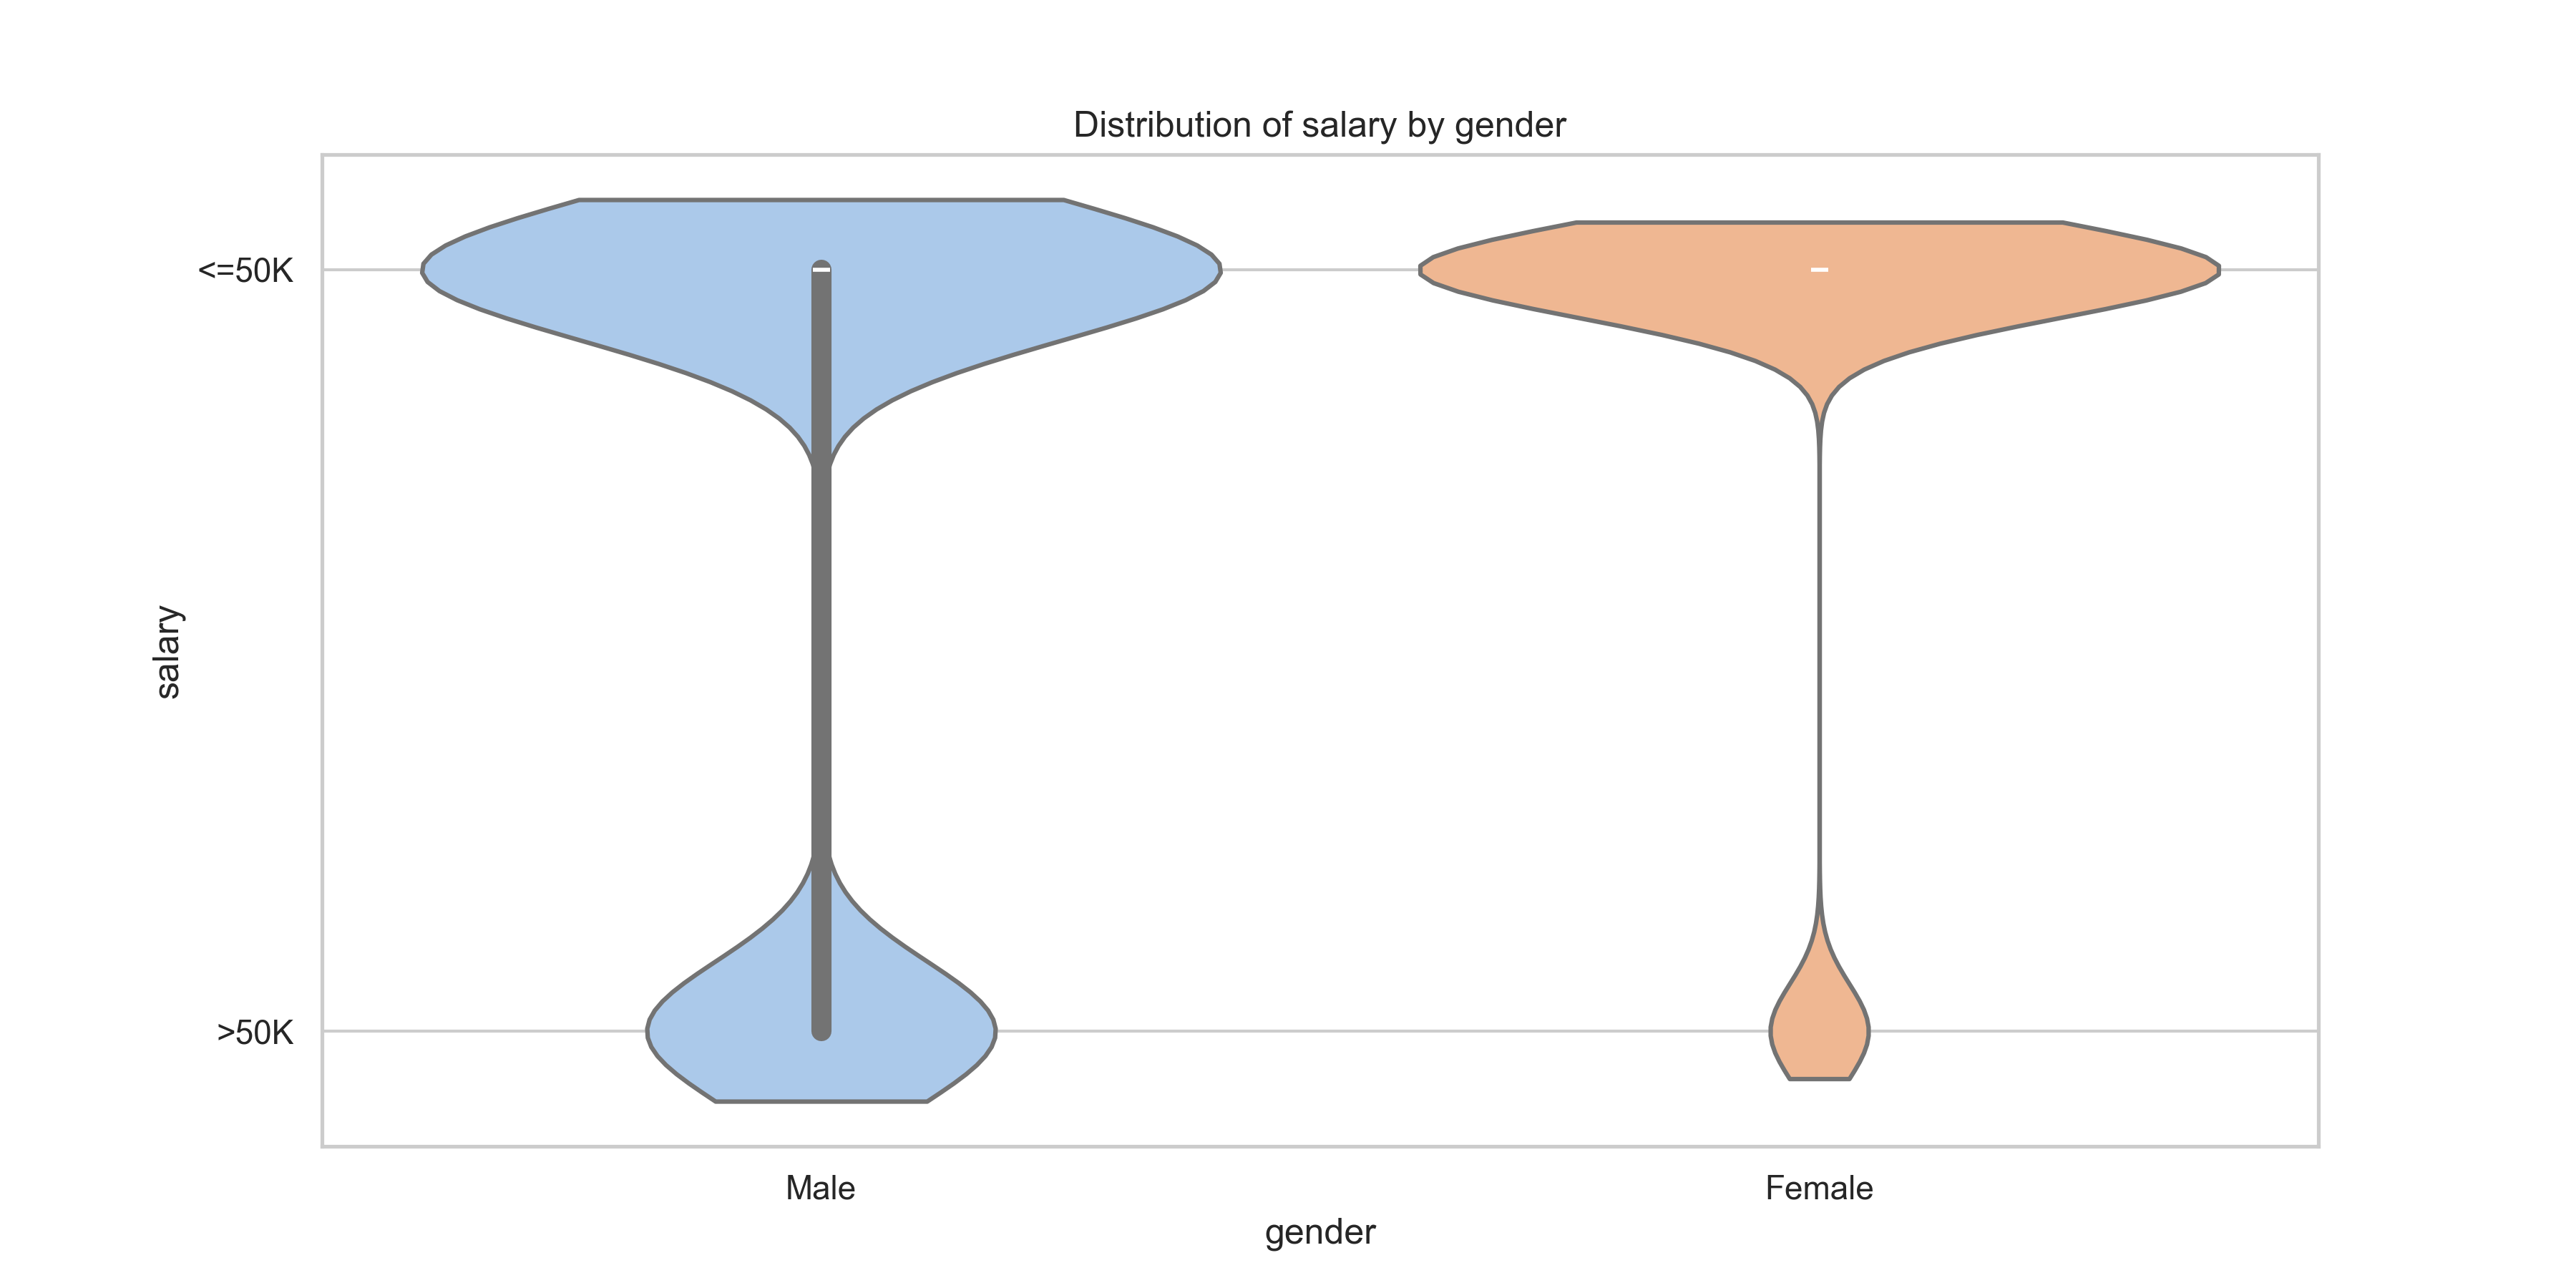 Distribution of salary by gender
<=50K
salary
>50K
Male
Female
gender